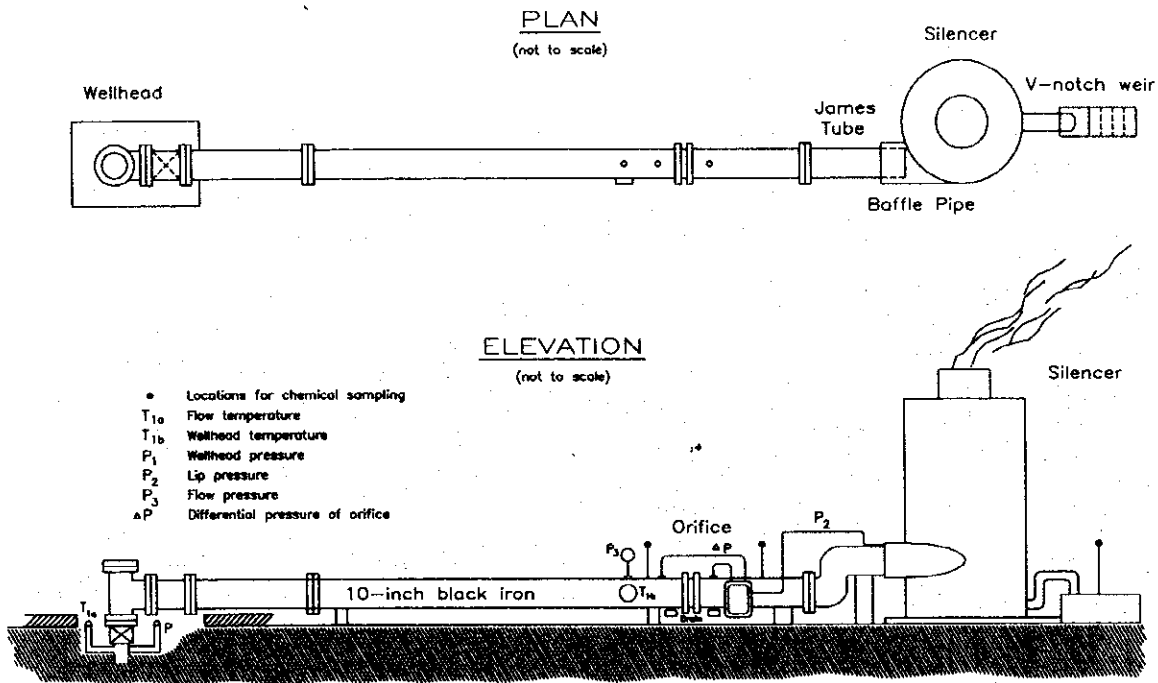 PLAN
(not to scale)
Silencer
V-notch weir
Wellhead
James
Tube
Baffle Pipe
ELEVATION
(not to scale)
Silencer
• Locations for chemical sampling
T1a Flow temperature
T1b Wellhead temperature
P1 Wellhead pressure
P2 Lip pressure
P3 Flow pressure
ΔP Differential pressure of orifice
Orifice
P2
P3
ΔP
10-inch black iron
Drain
P